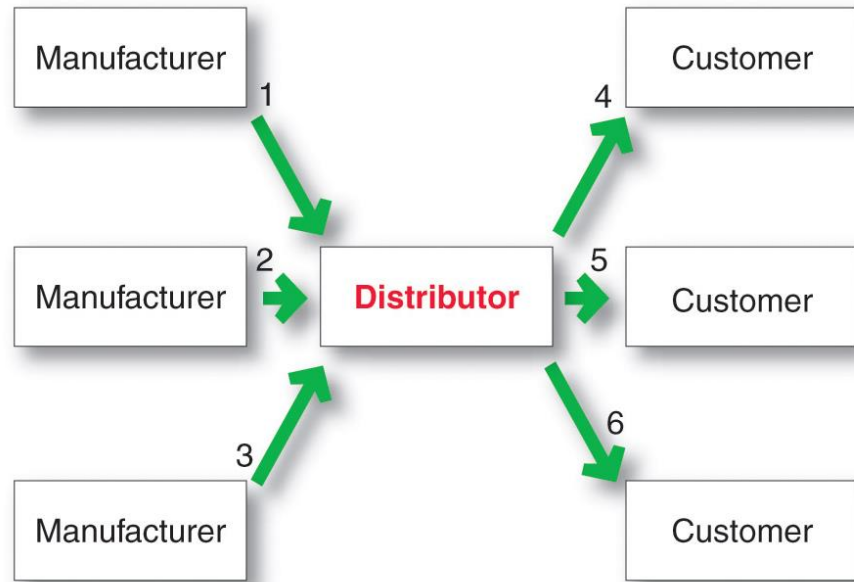 Manufacturer
Customer
1
4
Manufacturer
2
Distributor
5
Customer
3
6
Manufacturer
Customer